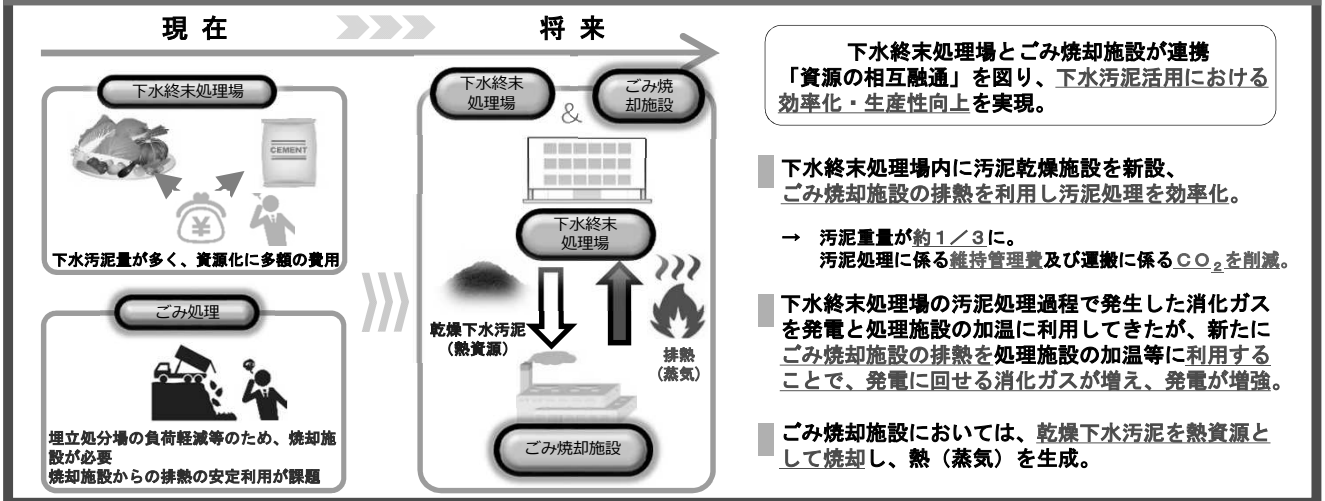 現 在
将 来
下水終末処理場
CEMENT
¥
下水汚泥量が多く、資源化に多額の費用
ごみ処理
埋立処分場の負荷軽減等のため、焼却施
設が必要
焼却施設からの排熱の安定利用が課題
下水終末
処理場
&
ごみ焼
却施設
下水終末
処理場
乾燥下水汚泥
(熱資源)
排熱
(蒸気)
ごみ焼却施設
下水終末処理場とごみ焼却施設が連携
「資源の相互融通」を図り、下水汚泥活用における
効率化・生産性向上を実現。
下水終末処理場内に汚泥乾燥施設を新設、
ごみ焼却施設の排熱を利用し汚泥処理を効率化。
→ 汚泥重量が約1/3に。
汚泥処理に係る維持管理費及び運搬に係るCO₂を削減。
下水終末処理場の汚泥処理過程で発生した消化ガス
を発電と処理施設の加温に利用してきたが、新たに
ごみ焼却施設の排熱を処理施設の加温等に利用する
ことで、発電に回せる消化ガスが増え、発電が増強。
ごみ焼却施設においては、乾燥下水汚泥を熱資源と
して焼却し、熱(蒸気)を生成。